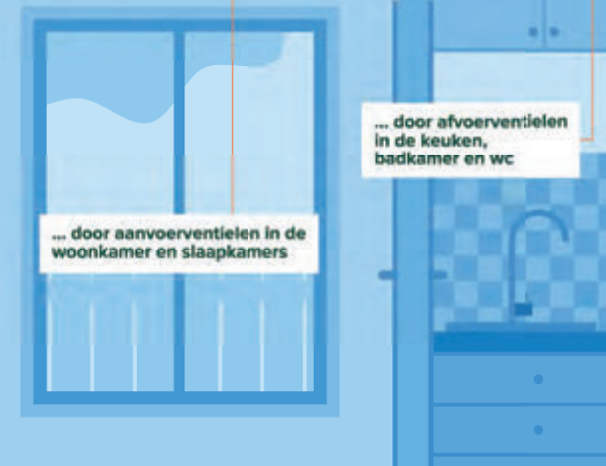 ... door afvoerventielen
in de keuken,
badkamer en wc
... door aanvoerventielen in de
woonkamer en slaapkamers